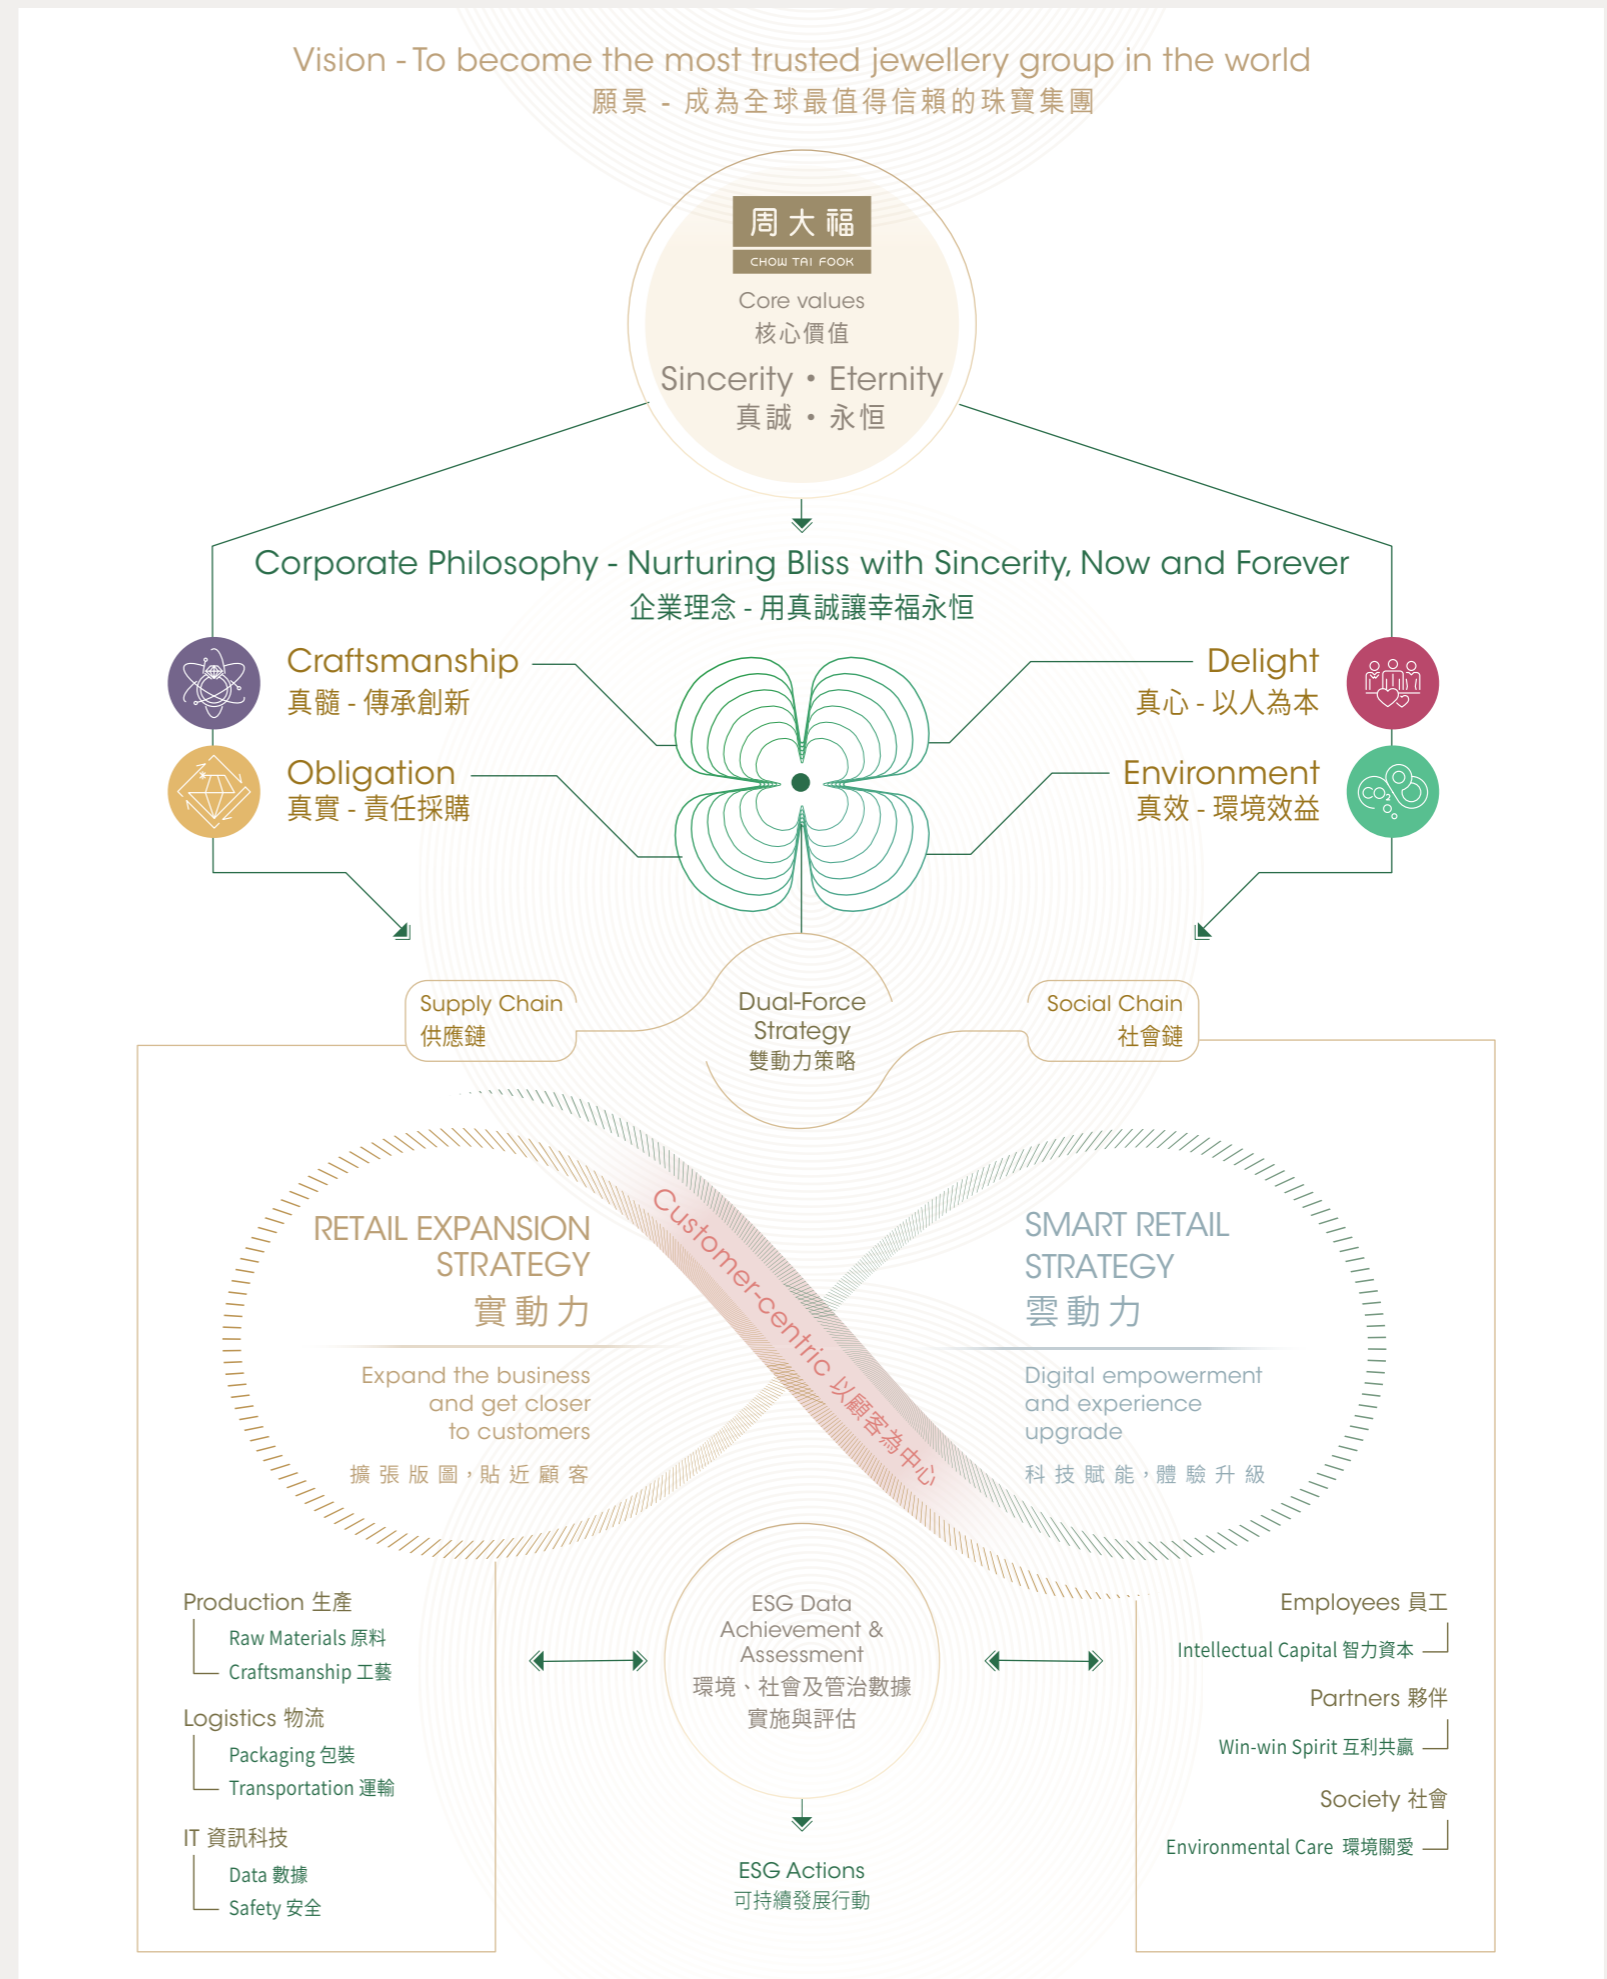 Vision - To become the most trusted jewellery group in the world
願景 - 成為全球最值得信賴的珠寶集團
周大福
CHOW TAI FOOK
Core values
核心價值
Sincerity • Eternity
真誠 • 永恒
Corporate Philosophy - Nurturing Bliss with Sincerity, Now and Forever
企業理念 - 用真誠讓幸福永恒
Craftsmanship
真髓 - 傳承創新
Obligation
真實 - 責任採購
Delight
真心 - 以人為本
Environment
真效 - 環境效益
CO2
Supply Chain
供應鏈
Dual-Force
Strategy
雙動力策略
Social Chain
社會鏈
RETAIL EXPANSION
STRATEGY
實動力
Expand the business
and get closer
to customers
擴張版圖，貼近顧客
Customer-centric 以顧客為中心
SMART RETAIL
STRATEGY
雲動力
Digital empowerment
and experience
upgrade
科技賦能，體驗升級
Production 生產
Raw Materials 原料
Craftsmanship 工藝
Logistics 物流
Packaging 包裝
Transportation 運輸
IT 資訊科技
Data 數據
Safety 安全
ESG Data
Achievement &
Assessment
環境、社會及管治數據
實施與評估
ESG Actions
可持續發展行動
Employees 員工
Intellectual Capital 智力資本
Partners 夥伴
Win-win Spirit 互利共贏
Society 社會
Environmental Care 環境關愛